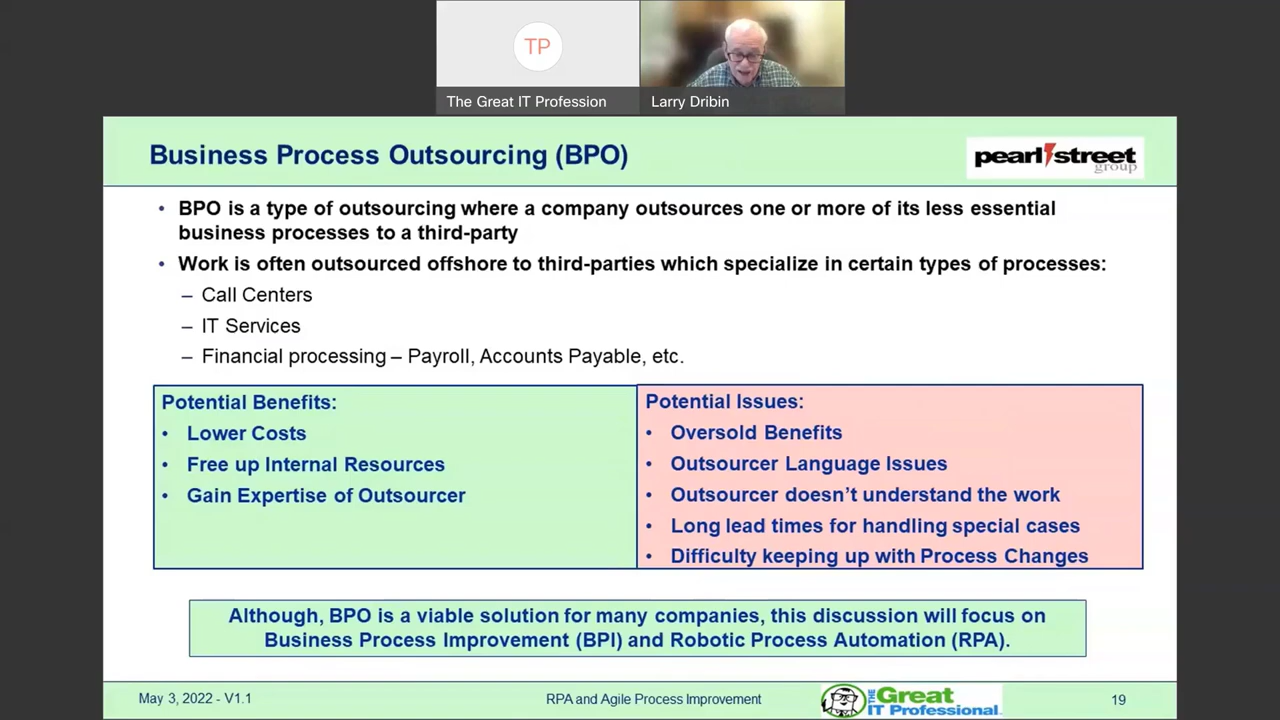 TP
The Great IT Profession
Larry Dribin
Business Process Outsourcing (BPO)
pearl street
group
• BPO is a type of outsourcing where a company outsources one or more of its less essential
business processes to a third-party
• Work is often outsourced offshore to third-parties which specialize in certain types of processes:
– Call Centers
– IT Services
– Financial processing – Payroll, Accounts Payable, etc.
Potential Benefits:
• Lower Costs
• Free up Internal Resources
• Gain Expertise of Outsourcer
Potential Issues:
• Oversold Benefits
• Outsourcer Language Issues
• Outsourcer doesn't understand the work
• Long lead times for handling special cases
• Difficulty keeping up with Process Changes
Although, BPO is a viable solution for many companies, this discussion will focus on
Business Process Improvement (BPI) and Robotic Process Automation (RPA).
May 3, 2022 - V1.1
RPA and Agile Process Improvement
THE Great
IT Professional
19